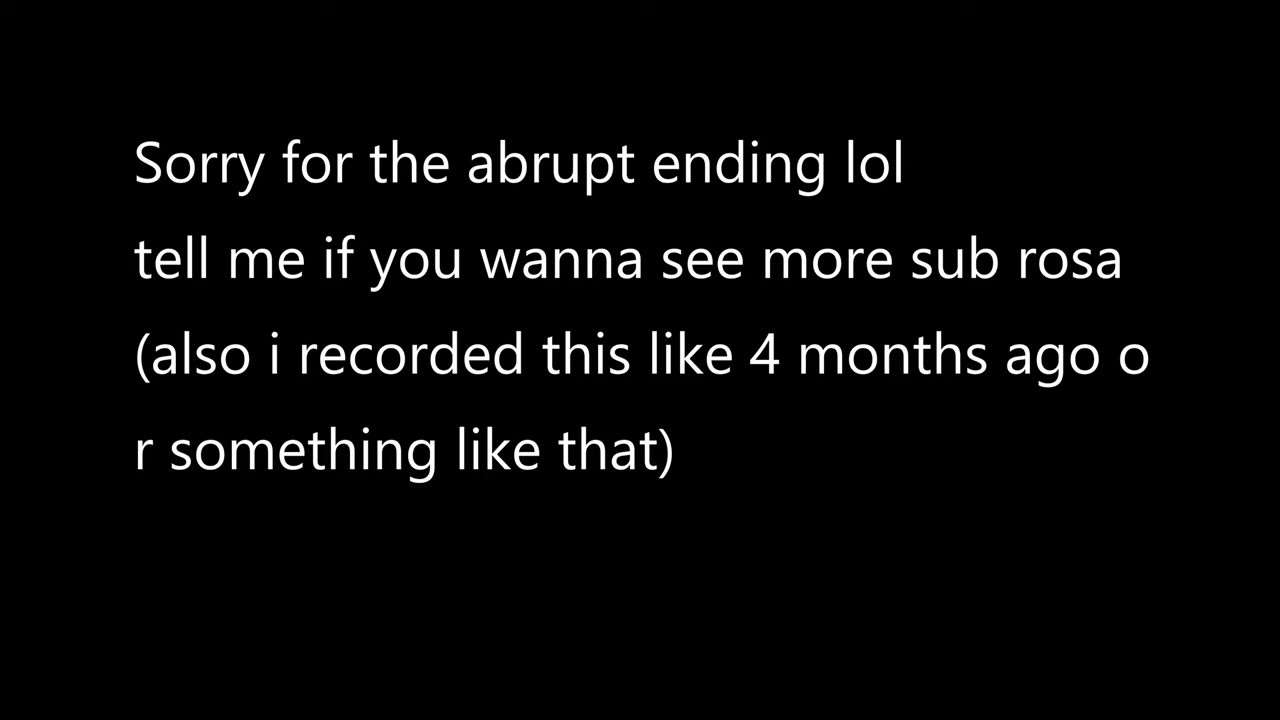 Sorry for the abrupt ending lol
tell me if you wanna see more sub rosa
(also i recorded this like 4 months ago o
r something like that)